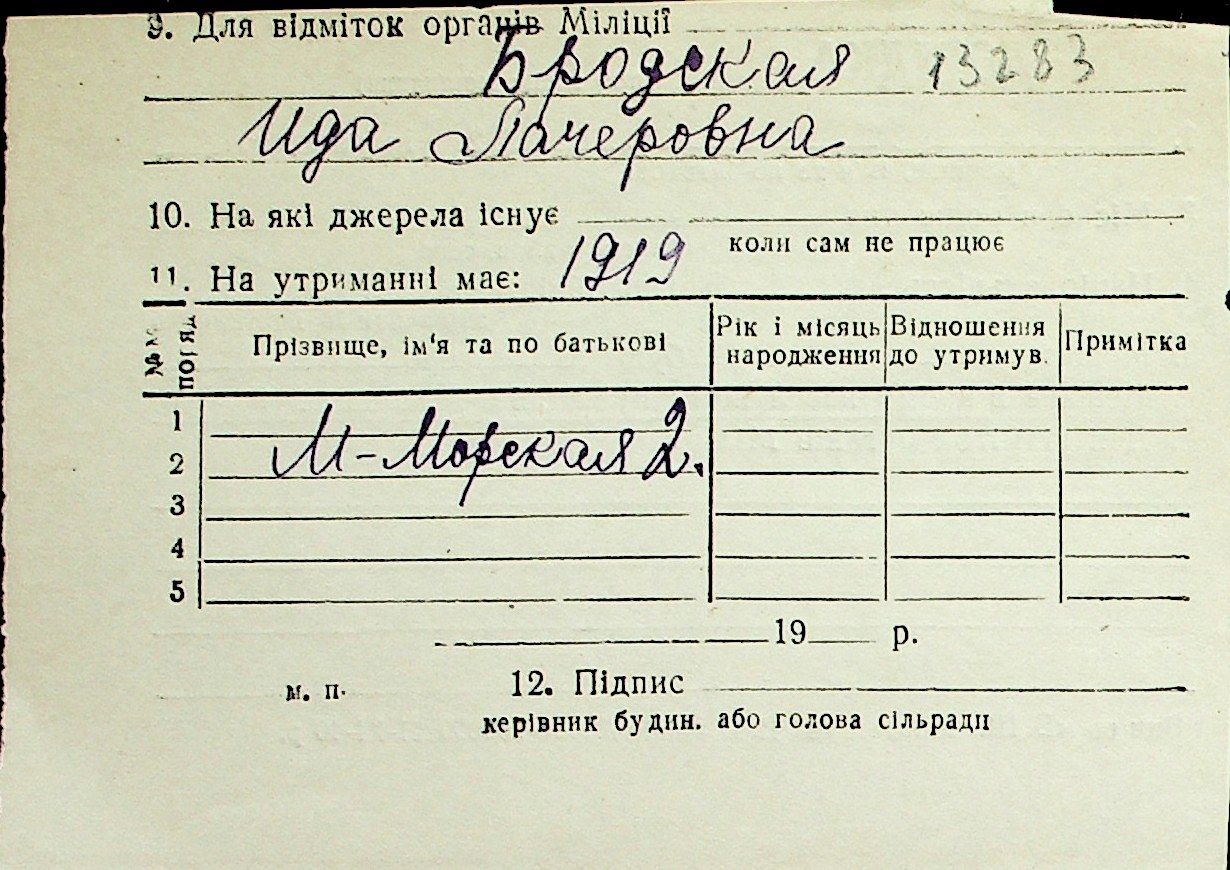 9. Для відміток органів Міліції
Бродская 13283
Ида Пачеровна
10. На які джерела існує
коли сам не працює
11. На утриманні має: 1919
№№ поряд Прізвище, ім'я та по батькові Рік і місяць народження Відношення до утримув. Примітка
1
М-Морская 2.
2
3
4
5
19 р.
м. п. 12. Підпис
керівник будин. або голова сільради